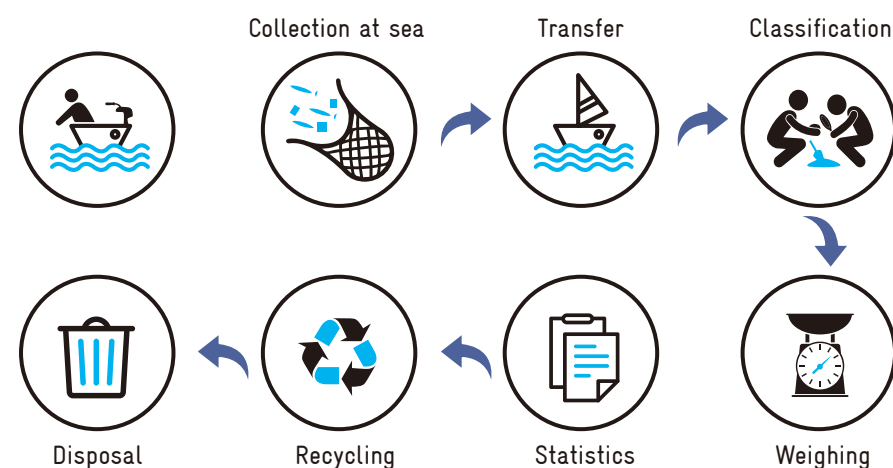 Collection at sea
Transfer
Classification
Disposal
Recycling
Statistics
Weighing